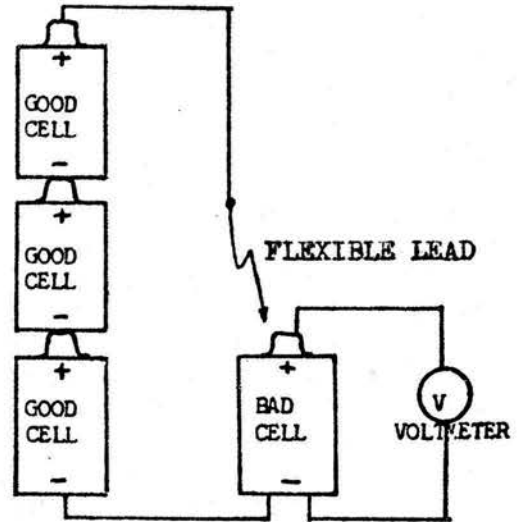 +
GOOD
CELL
-
+
GOOD
CELL
-
+
GOOD
CELL
-
FLEXIBLE LEAD
+
BAD
CELL
-
V
VOLTMETER